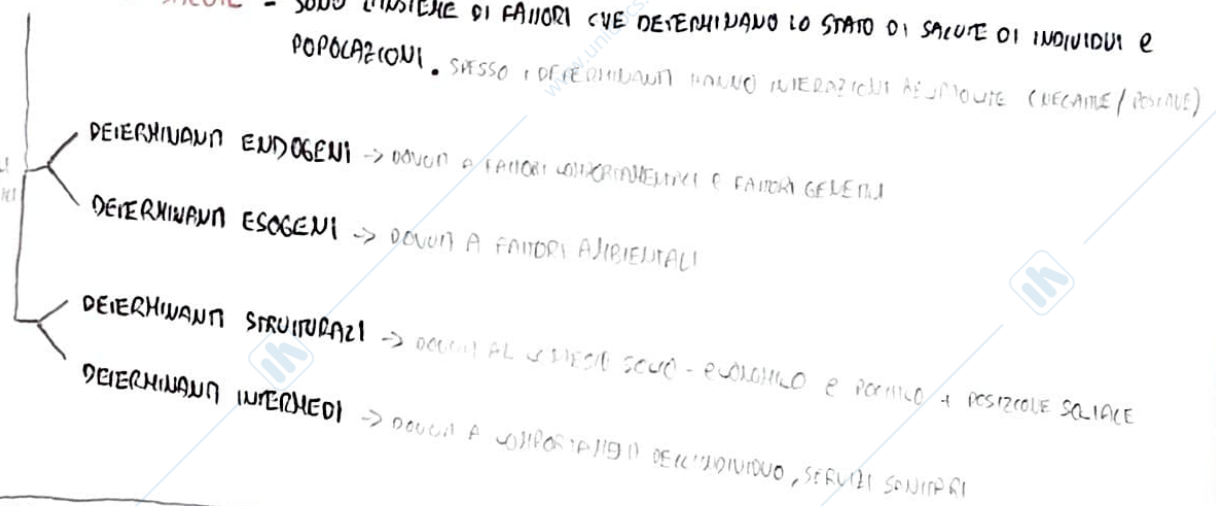 SALUTE = SONO L'INSIEME DI FATTORI CHE DETERMINANO LO STATO DI SALUTE DI INDIVIDUI e
POPOLAZIONI. SPESSO I DETERMINANTI HANNO INTERAZIONI (NEGATIVE / POSITIVE)
DETERMINANTI ENDOGENI -> DOVUTI A FATTORI COMPORTAMENTALI E FATTORI GENETICI
DETERMINANTI ESOGENI -> DOVUTI A FATTORI AMBIENTALI
DETERMINANTI STRUTTURALI -> DOVUTI AL CONTESTO SOCIO - ECONOMICO e POLITICO + POSIZIONE SOCIALE
DETERMINANTI INTERMEDI -> DOVUTI A COMPORTAMENTI DELL'INDIVIDUO, SERVIZI SANITARI